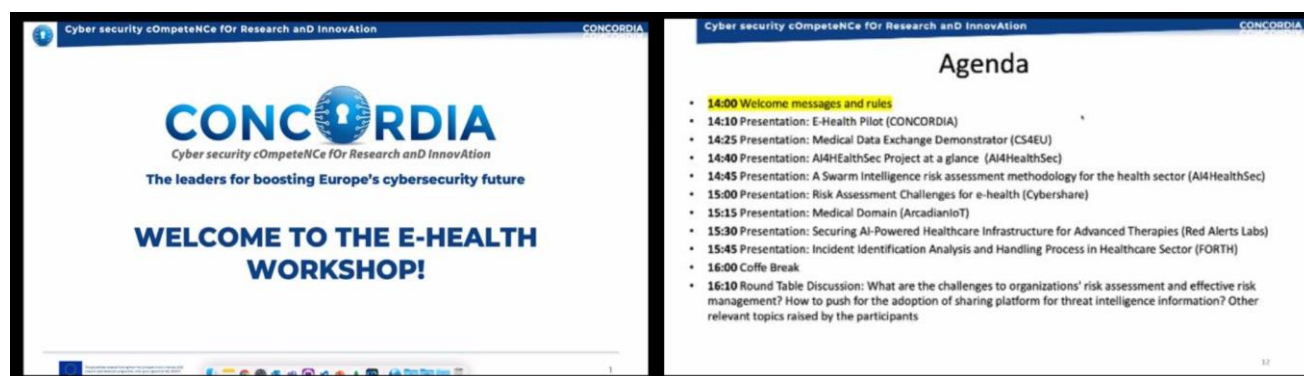 Cyber security cOmpeteNCe fOr Research anD InnovAtion
CONCORDIA
CONCORDIA
Cyber security cOmpeteNCe fOr Research anD InnovAtion
The leaders for boosting Europe's cybersecurity future
WELCOME TO THE E-HEALTH
WORKSHOP!
1
Cyber security cOmpeteNCe fOr Research anD InnovAtion
CONCORDIA
Agenda
• 14:00 Welcome messages and rules
• 14:10 Presentation: E-Health Pilot (CONCORDIA)
• 14:25 Presentation: Medical Data Exchange Demonstrator (CS4EU)
• 14:40 Presentation: AI4HEalthSec Project at a glance (AI4HealthSec)
• 14:45 Presentation: A Swarm Intelligence risk assessment methodology for the health sector (AI4HealthSec)
• 15:00 Presentation: Risk Assessment Challenges for e-health (Cybershare)
• 15:15 Presentation: Medical Domain (ArcadianIoT)
• 15:30 Presentation: Securing AI-Powered Healthcare Infrastructure for Advanced Therapies (Red Alerts Labs)
• 15:45 Presentation: Incident Identification Analysis and Handling Process in Healthcare Sector (FORTH)
• 16:00 Coffe Break
• 16:10 Round Table Discussion: What are the challenges to organizations' risk assessment and effective risk
management? How to push for the adoption of sharing platform for threat intelligence information? Other
relevant topics raised by the participants
12